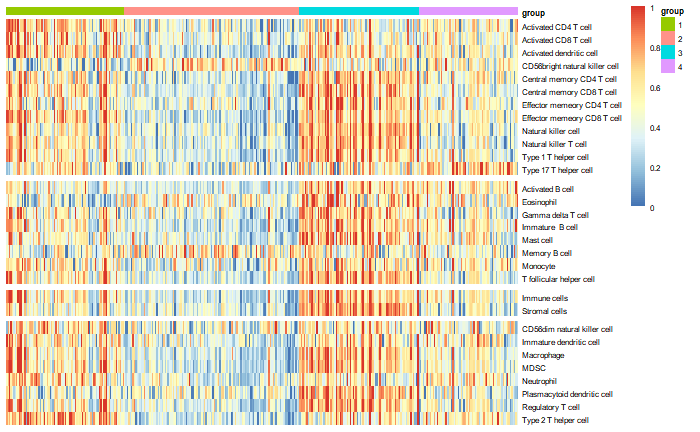 group
Activated CD4 T cell
Activated CD8 T cell
Activated dendritic cell
CD56bright natural killer cell
Central memory CD4 T cell
Central memory CD8 T cell
Effector memeory CD4 T cell
Effector memeory CD8 T cell
Natural killer cell
Natural killer T cell
Type 1 T helper cell
Type 17 T helper cell
Activated B cell
Eosinophil
Gamma delta T cell
Immature  B cell
Mast cell
Memory B cell
Monocyte
T follicular helper cell
Immune cells
Stromal cells
CD56dim natural killer cell
Immature dendritic cell
Macrophage
MDSC
Neutrophil
Plasmacytoid dendritic cell
Regulatory T cell
Type 2 T helper cell
1
0.8
0.6
0.4
0.2
0
group
1
2
3
4